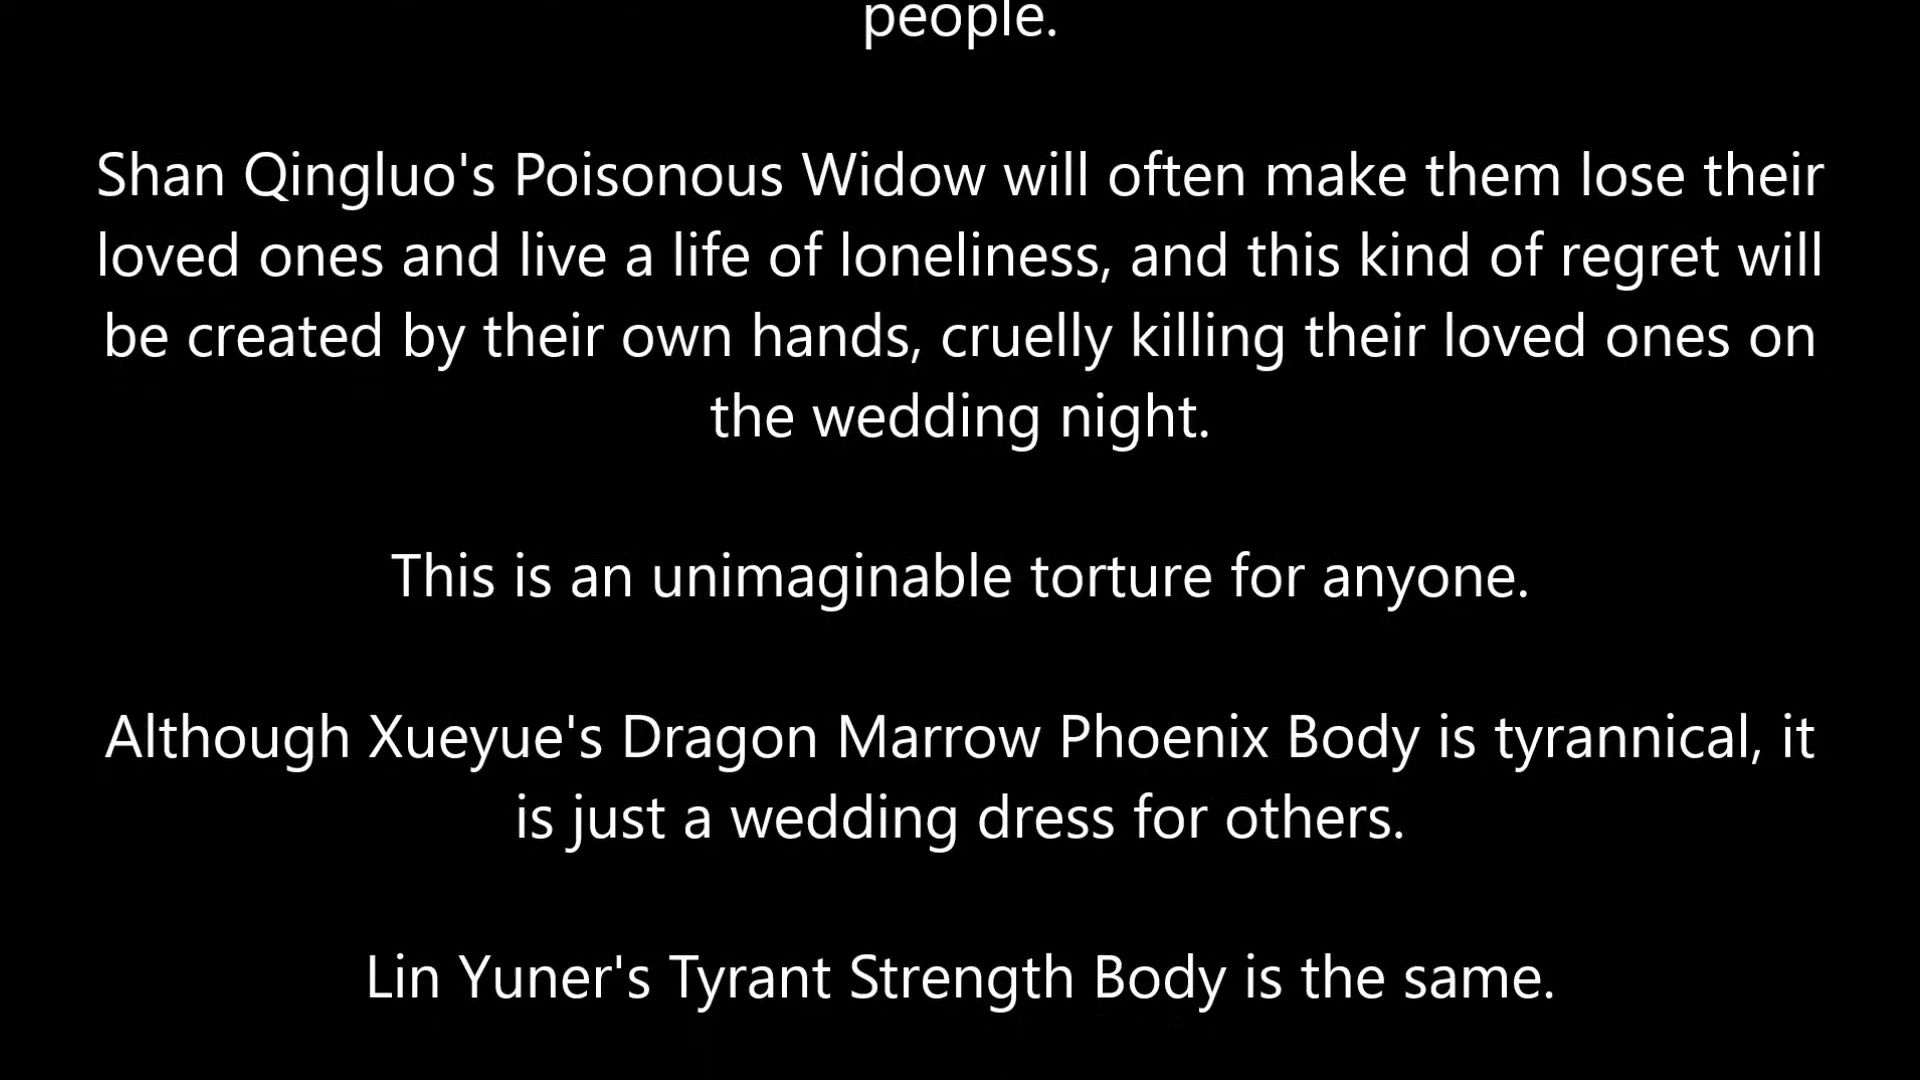 people.
Shan Qingluo's Poisonous Widow will often make them lose their
loved ones and live a life of loneliness, and this kind of regret will
be created by their own hands, cruelly killing their loved ones on
the wedding night.
This is an unimaginable torture for anyone.
Although Xueyue's Dragon Marrow Phoenix Body is tyrannical, it
is just a wedding dress for others.
Lin Yuner's Tyrant Strength Body is the same.